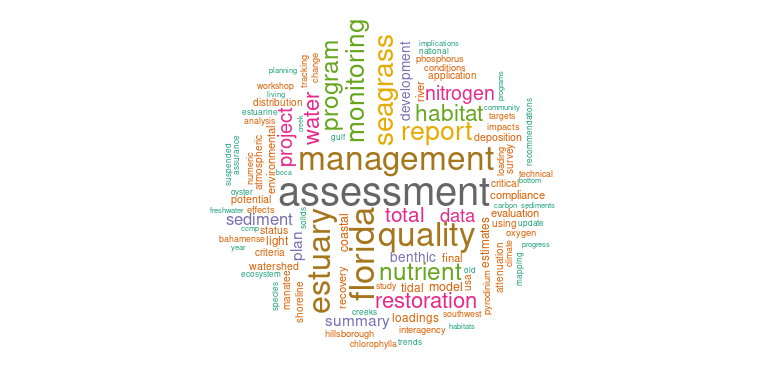 implications
national
phosphorus
conditions
application
planning
tracking
change
program
monitoring
seagrass
development
workshop
living
distribution
estuarine
analysis
creek
water
project
gulf
river
nitrogen
habitat
report
programs
community
targets
impacts
deposition
recommendations
suspended
assurance
numeric
atmospheric
environmental
management
loading
survey
technical
bottom
boca
assessment
critical
compliance
carbon
sediments
oyster
potential
freshwater
effects
sediment
ccmp
status
bahamense
light
year
criteria
watershed
ecosystem
solids
plan
estuary
coastal
florida
total
data
quality
evaluation
using
update
oxygen
progress
benthic
final
nutrient
old
estimates
attenuation
climate
mapping
species
manatee
shoreline
recovery
study
tidal
model
usa
pyrodinium
restoration
creeks
summary
loadings
southwest
interagency
habitats
hillsborough
chlorophylla
trends